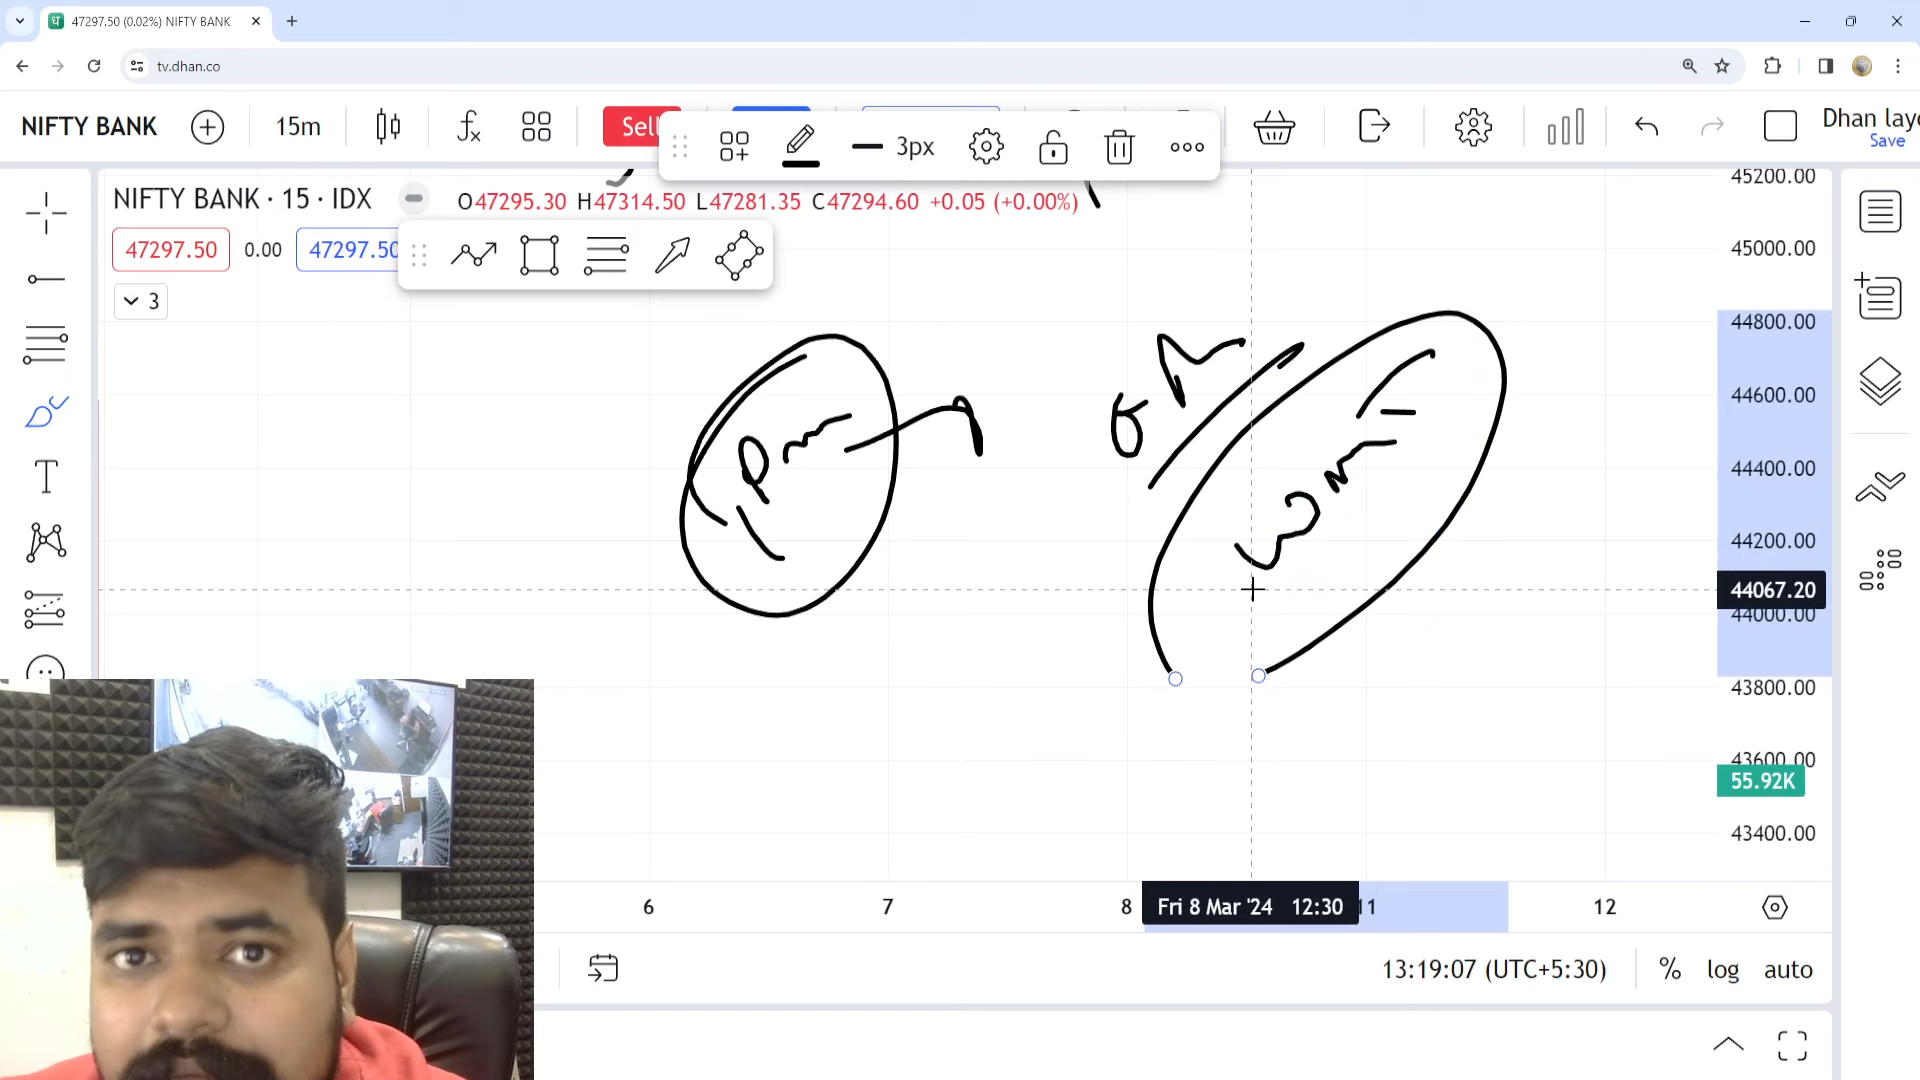 47297.50 (0.02%) NIFTY BANK
tv.dhan.co
NIFTY BANK
15m
Sell
3px
Dhan layo
Save
NIFTY BANK · 15 · IDX
O47295.30 H47314.50 L47281.35 C47294.60 +0.05 (+0.00%)
47297.50 0.00 47297.50
3
45200.00
45000.00
44800.00
44600.00
44400.00
44200.00
44067.20
44000.00
43800.00
43600.00
55.92K
43400.00
6 7 8 Fri 8 Mar '24 12:30 11 12
13:19:07 (UTC+5:30) % log auto